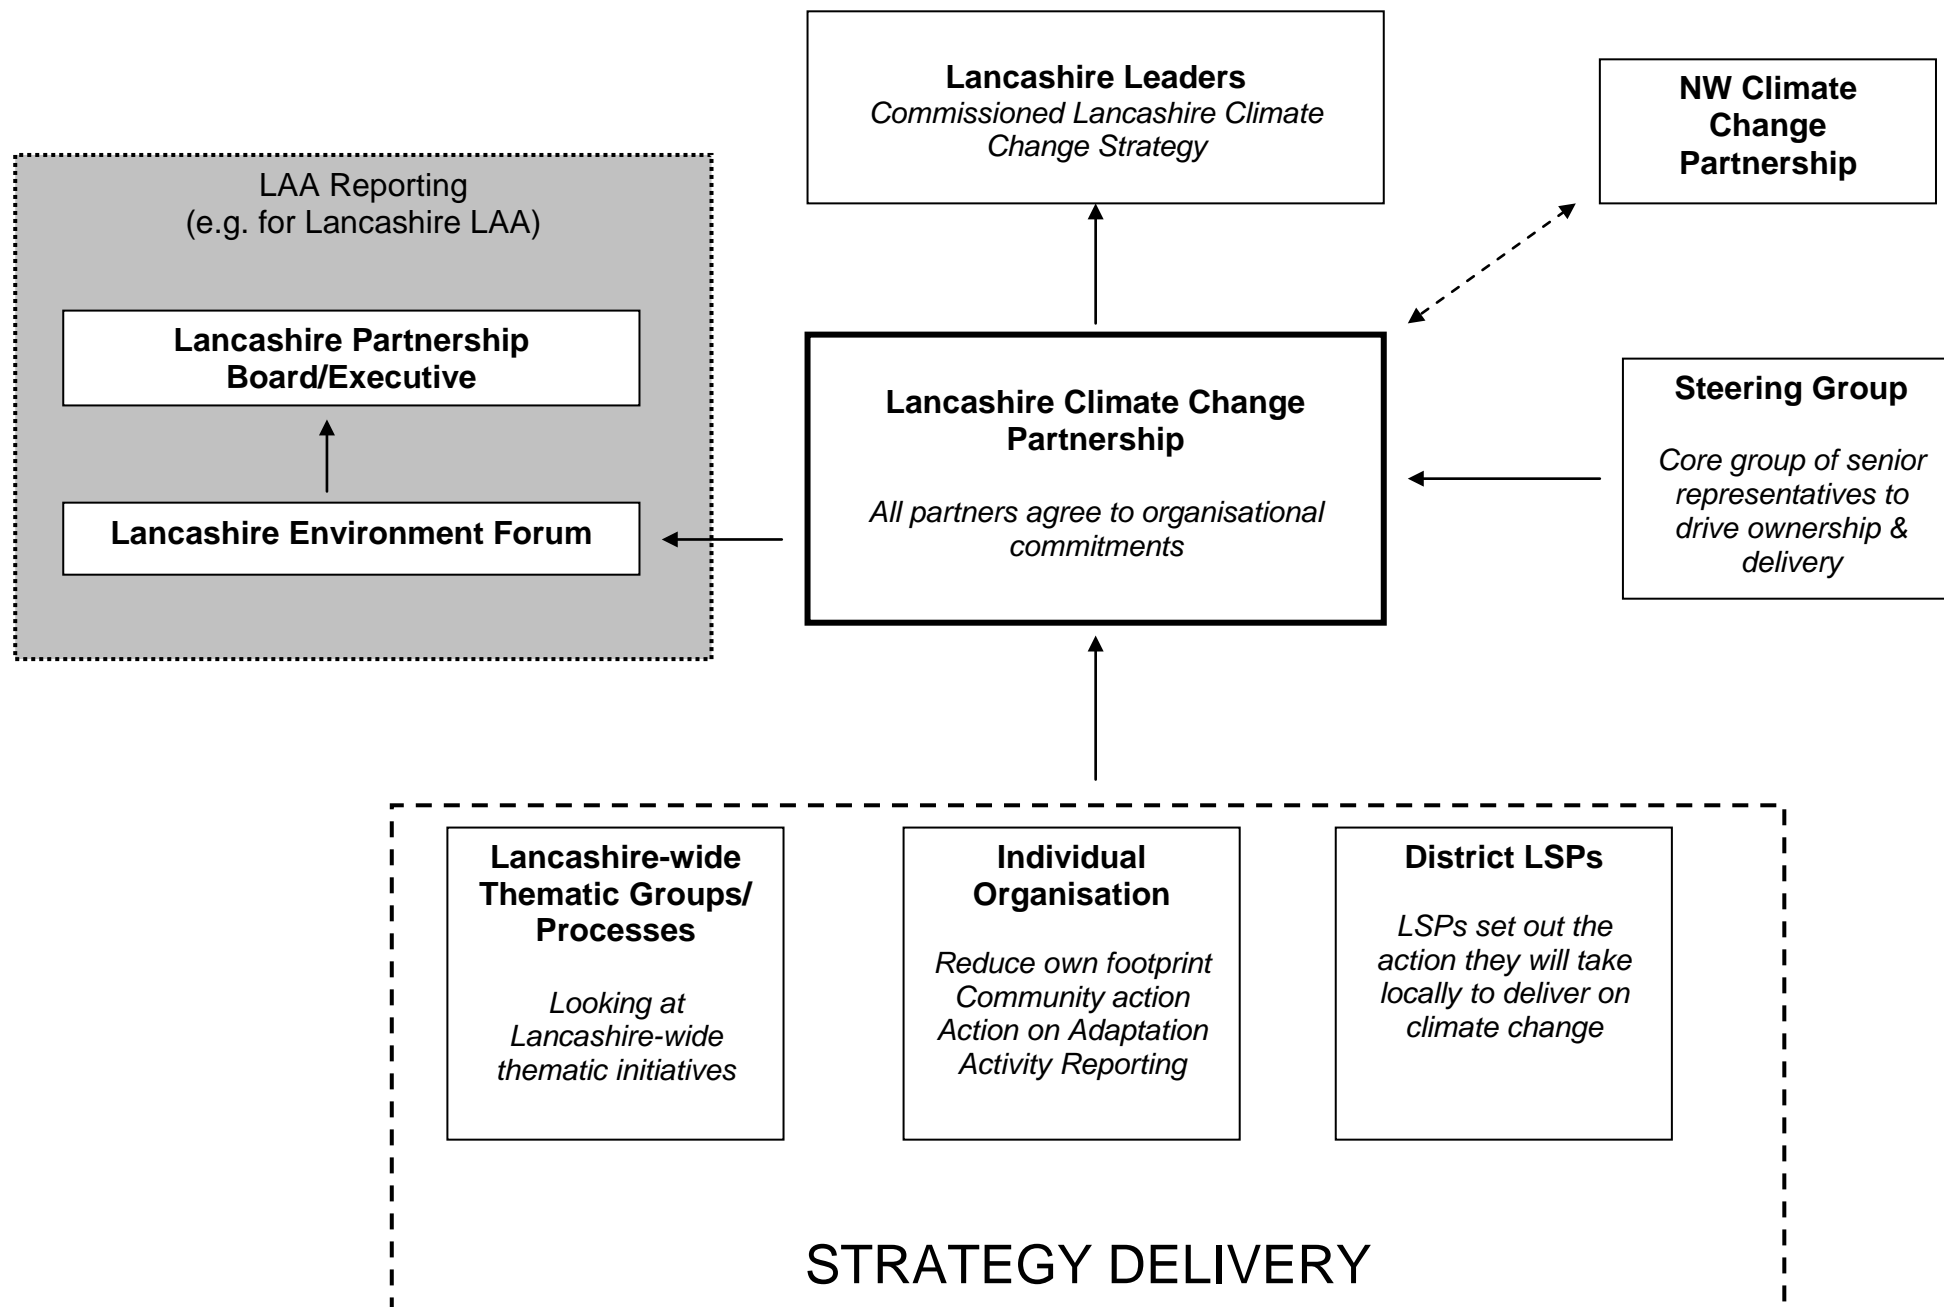 Lancashire Leaders
Commissioned Lancashire Climate
Change Strategy
NW Climate
Change
Partnership
LAA Reporting
(e.g. for Lancashire LAA)
Lancashire Partnership
Board/Executive
Lancashire Environment Forum
Lancashire Climate Change
Partnership
All partners agree to organisational
commitments
Steering Group
Core group of senior
representatives to
drive ownership &
delivery
Lancashire-wide
Thematic Groups/
Processes
Looking at
Lancashire-wide
thematic initiatives
Individual
Organisation
Reduce own footprint
Community action
Action on Adaptation
Activity Reporting
District LSPs
LSPs set out the
action they will take
locally to deliver on
climate change
STRATEGY DELIVERY